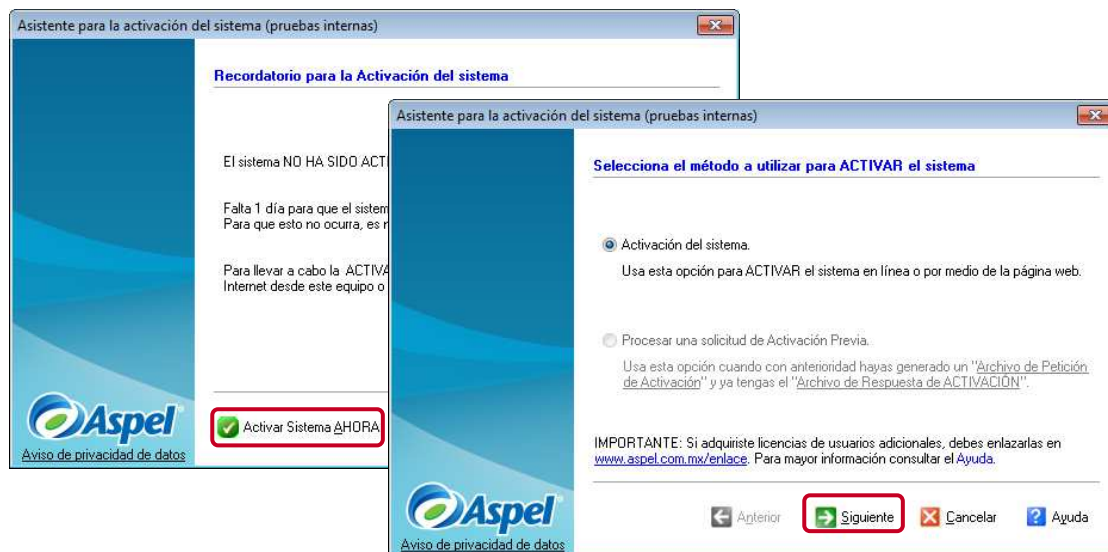 Asistente para la activación del sistema (pruebas internas)
Recordatorio para la Activación del sistema
El sistema NO HA SIDO
Falta 1 día para que el
Para que esto no ocurra, es
Para llevar a cabo la
Internet desde este equipo o
Activar Sistema AHORA
Aspel
Aviso de privacidad de datos
Asistente para la activación del sistema (pruebas internas)
Selecciona el método a utilizar para ACTIVAR el sistema
Activación del sistema.
Usa esta opción para ACTIVAR el sistema en línea o por medio de la página web.
Procesar una solicitud de Activación Previa.
Usa esta opción cuando con anterioridad hayas generado un "Archivo de Petición
de Activación" y ya tengas el "Archivo de Respuesta de ACTIVACIÓN".
IMPORTANTE: Si adquiriste licencias de usuarios adicionales, debes enlazarlas en
www.aspel.com.mx/enlace. Para mayor información consultar el Ayuda.
Anterior Siguiente Cancelar Ayuda
Aspel
Aviso de privacidad de datos